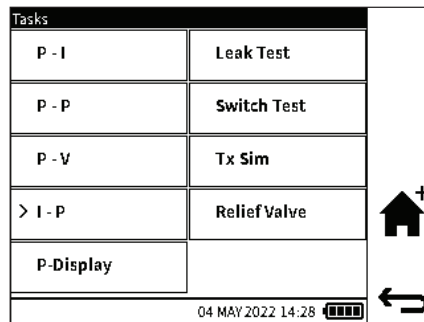 Tasks
P - I
Leak Test
P - P
Switch Test
P - V
Tx Sim
> I - P
Relief Valve
P-Display
04 MAY 2022 14:28